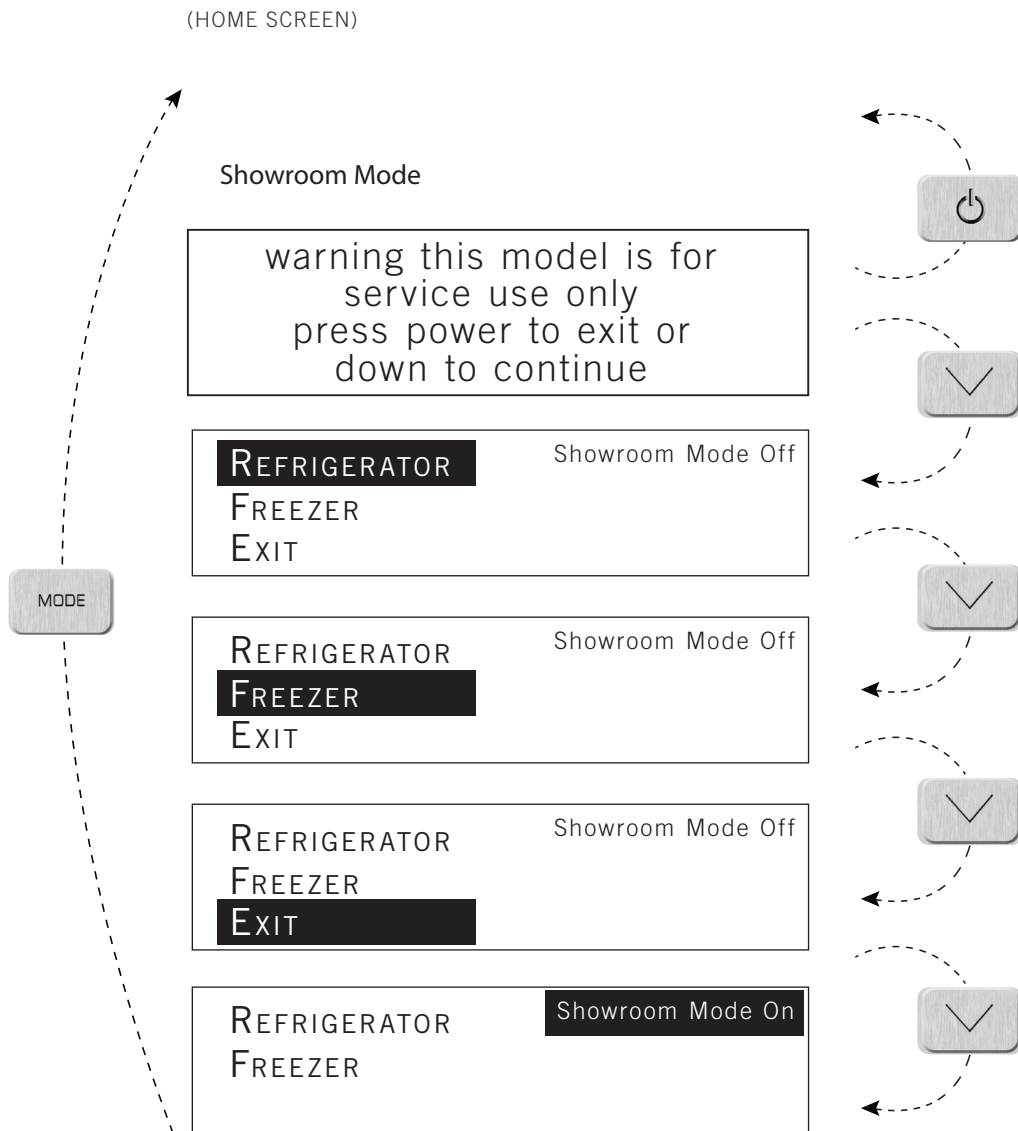 (HOME SCREEN)
Showroom Mode
warning this model is for
service use only
press power to exit or
down to continue
REFRIGERATOR
Showroom Mode Off
FREEZER
EXIT
MODE
REFRIGERATOR
Showroom Mode Off
FREEZER
EXIT
REFRIGERATOR
Showroom Mode Off
FREEZER
EXIT
REFRIGERATOR
Showroom Mode On
FREEZER